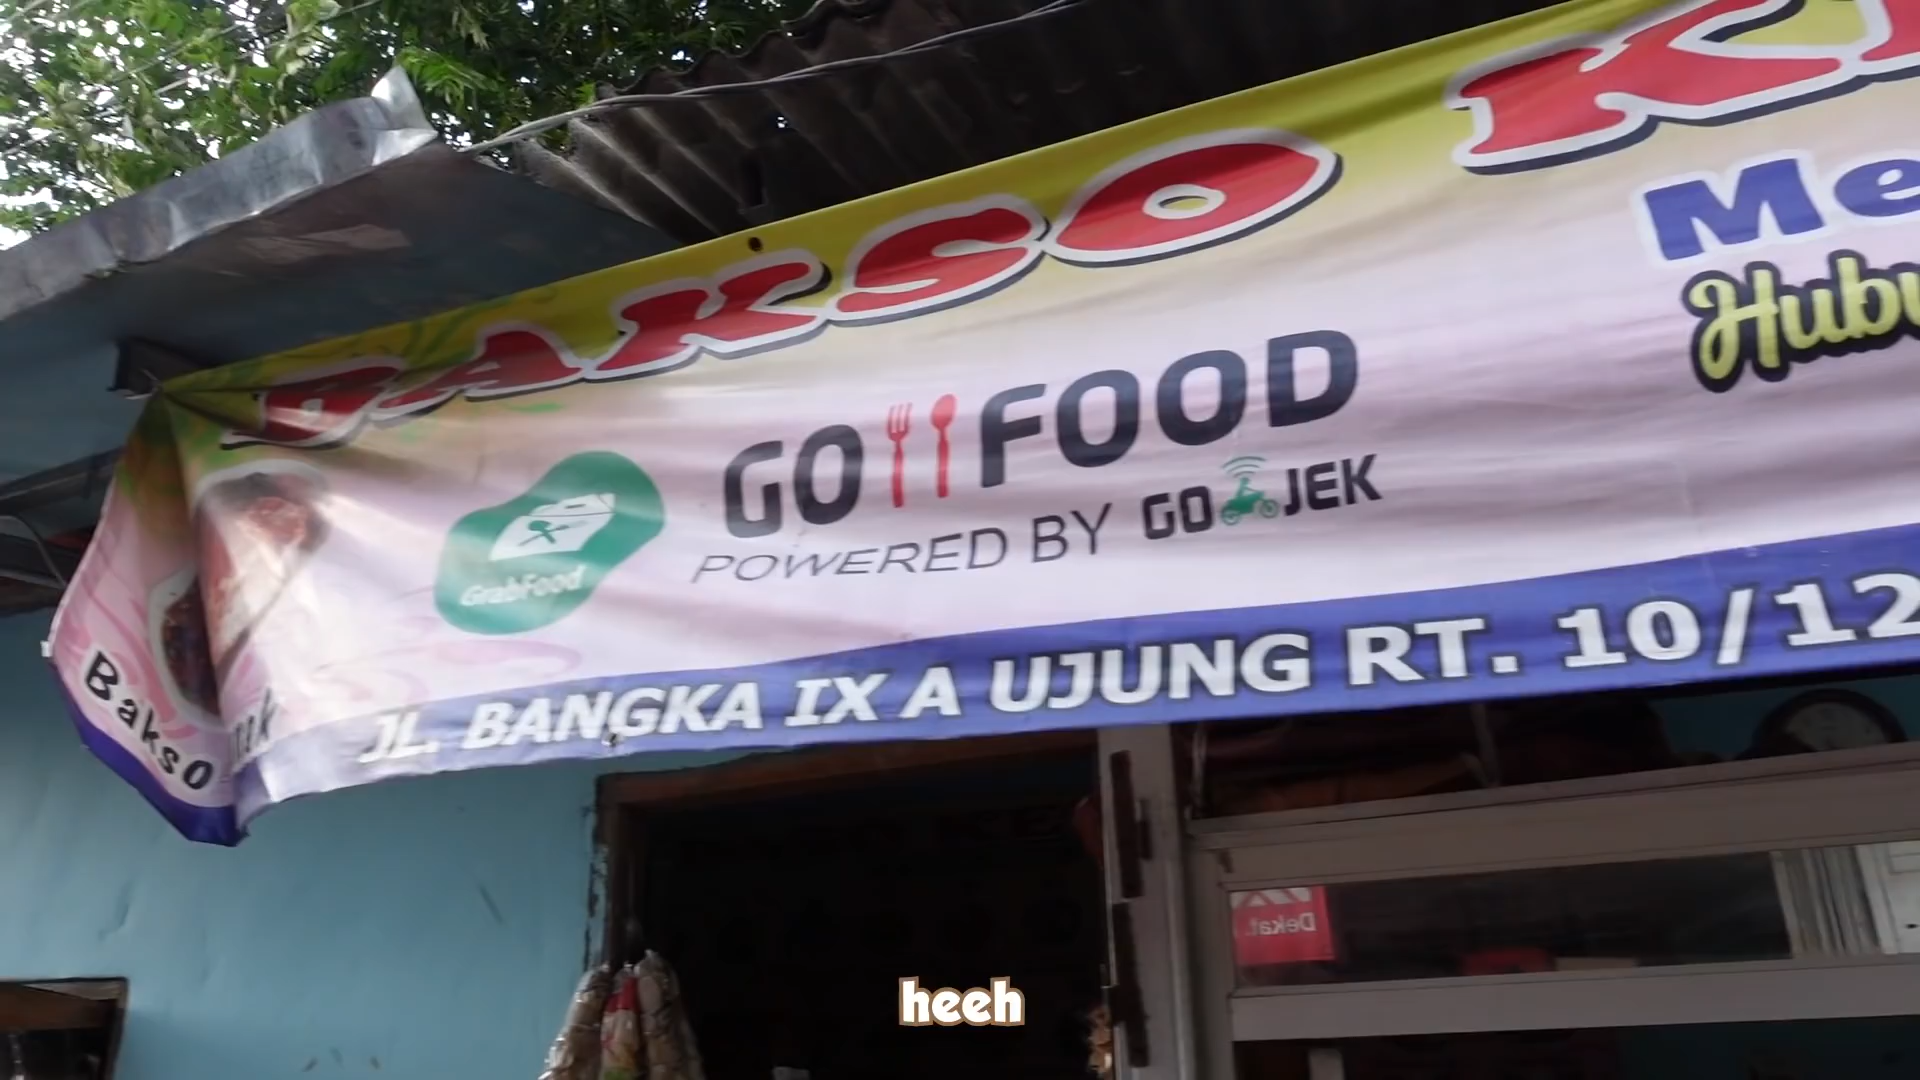 BAKSO
Me
Hubu
GO FOOD
POWERED BY GO JEK
GrabFood
Bakso
JL. BANGKA IX A UJUNG RT. 10/12
Dekat.
heeh